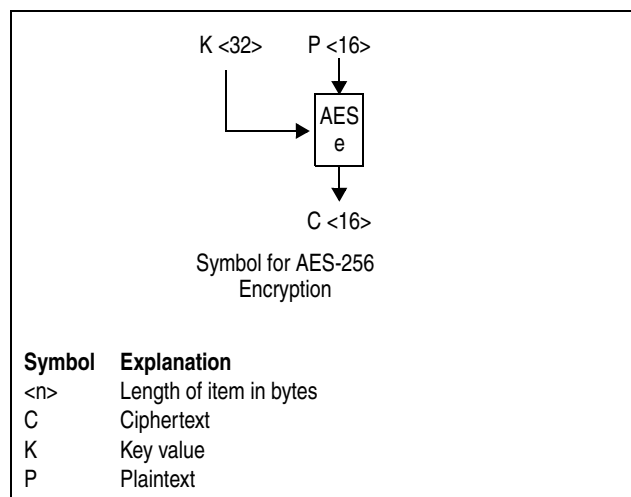 K <32> P <16>
AES
e
C <16>
Symbol for AES-256
Encryption
Symbol Explanation
<n> Length of item in bytes
C Ciphertext
K Key value
P Plaintext